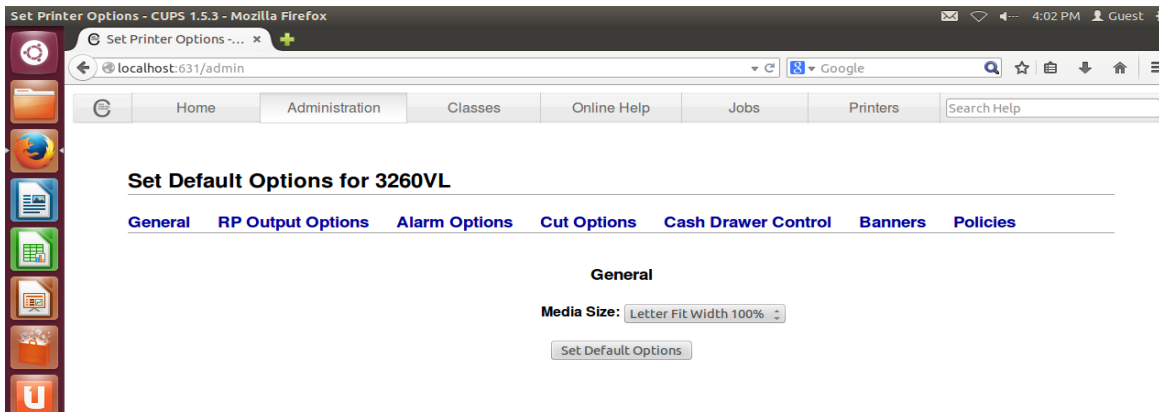 Set Printer Options - CUPS 1.5.3 - Mozilla Firefox
4:02 PM Guest
Set Printer Options -... ×
localhost:631/admin
8 Google
Home Administration Classes Online Help Jobs Printers Search Help
Set Default Options for 3260VL
General RP Output Options Alarm Options Cut Options Cash Drawer Control Banners Policies
General
Media Size: Letter Fit Width 100%
Set Default Options